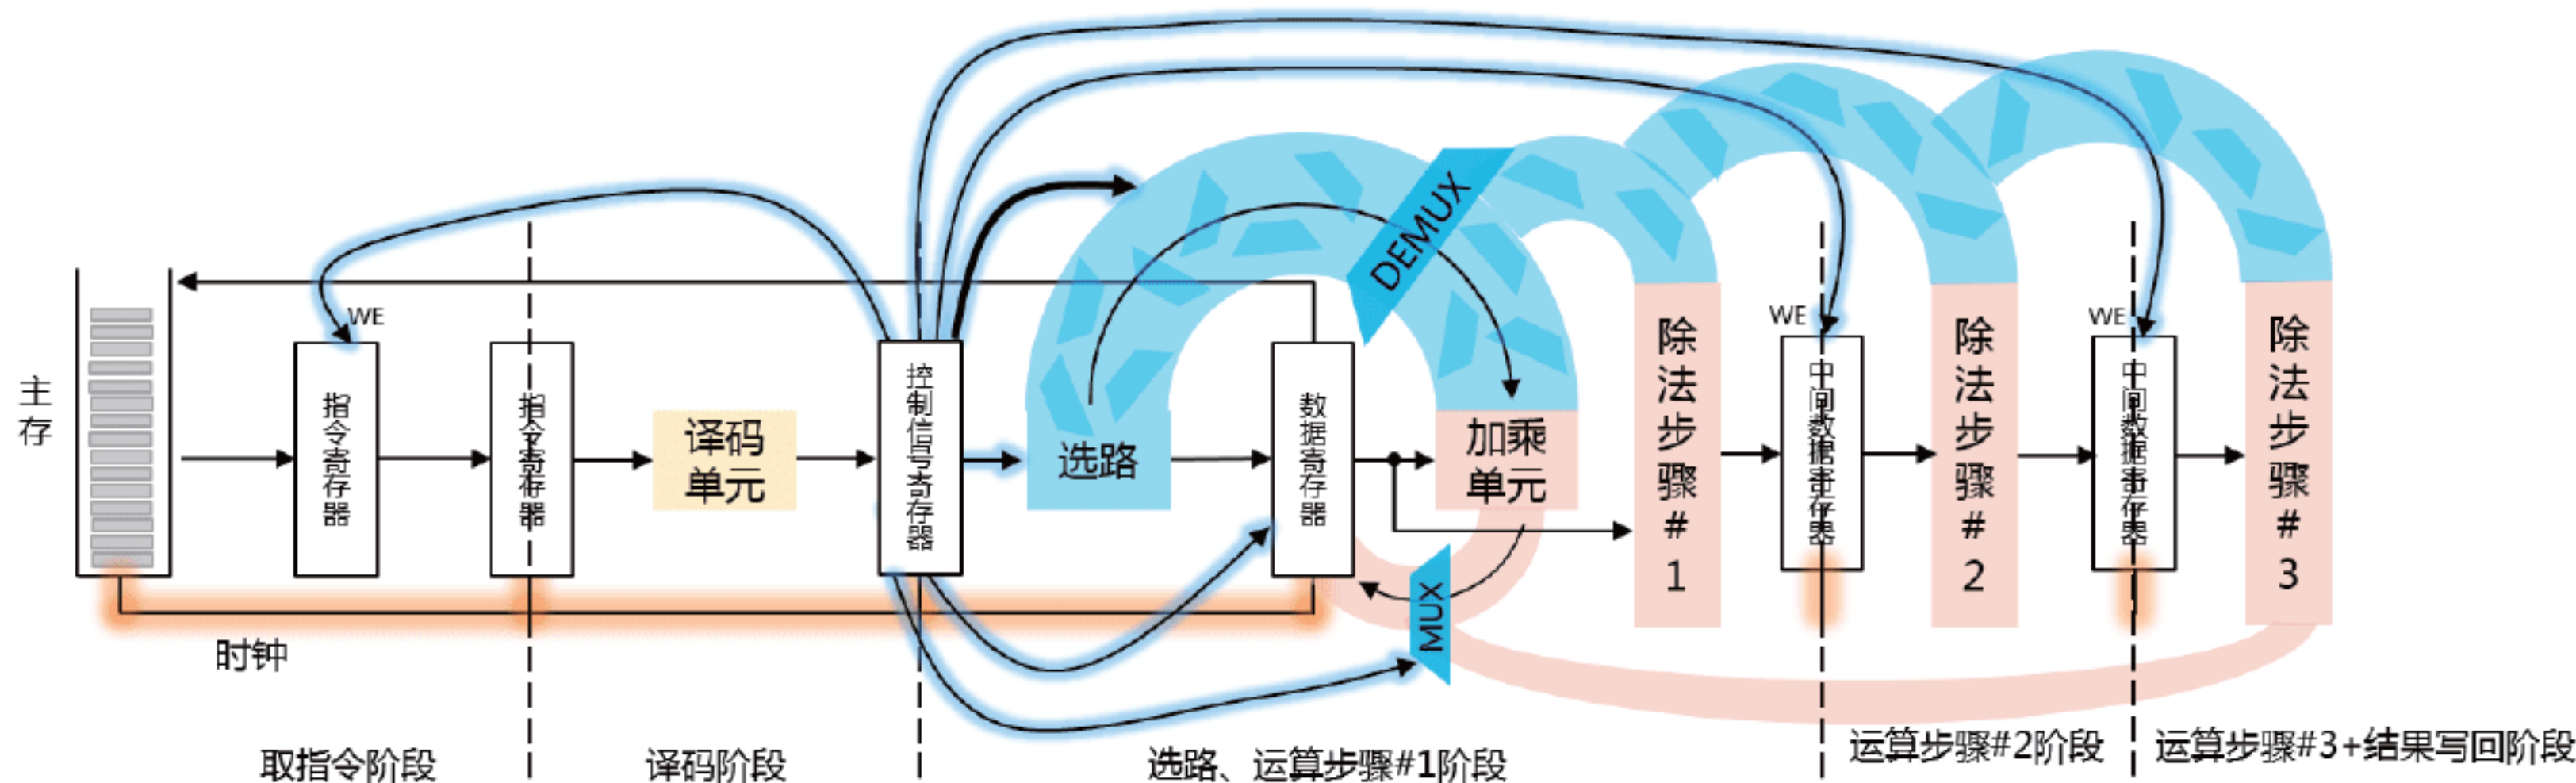 主存
WE
指令寄存器
指令寄存器
译码
单元
控制信号寄存器
选路
数据寄存器
DEMUX
加乘
单元
MUX
除法步骤#1
WE
中间数据寄存器
除法步骤#2
WE
中间数据寄存器
除法步骤#3
时钟
取指令阶段
译码阶段
选路、运算步骤#1阶段
运算步骤#2阶段
运算步骤#3+结果写回阶段